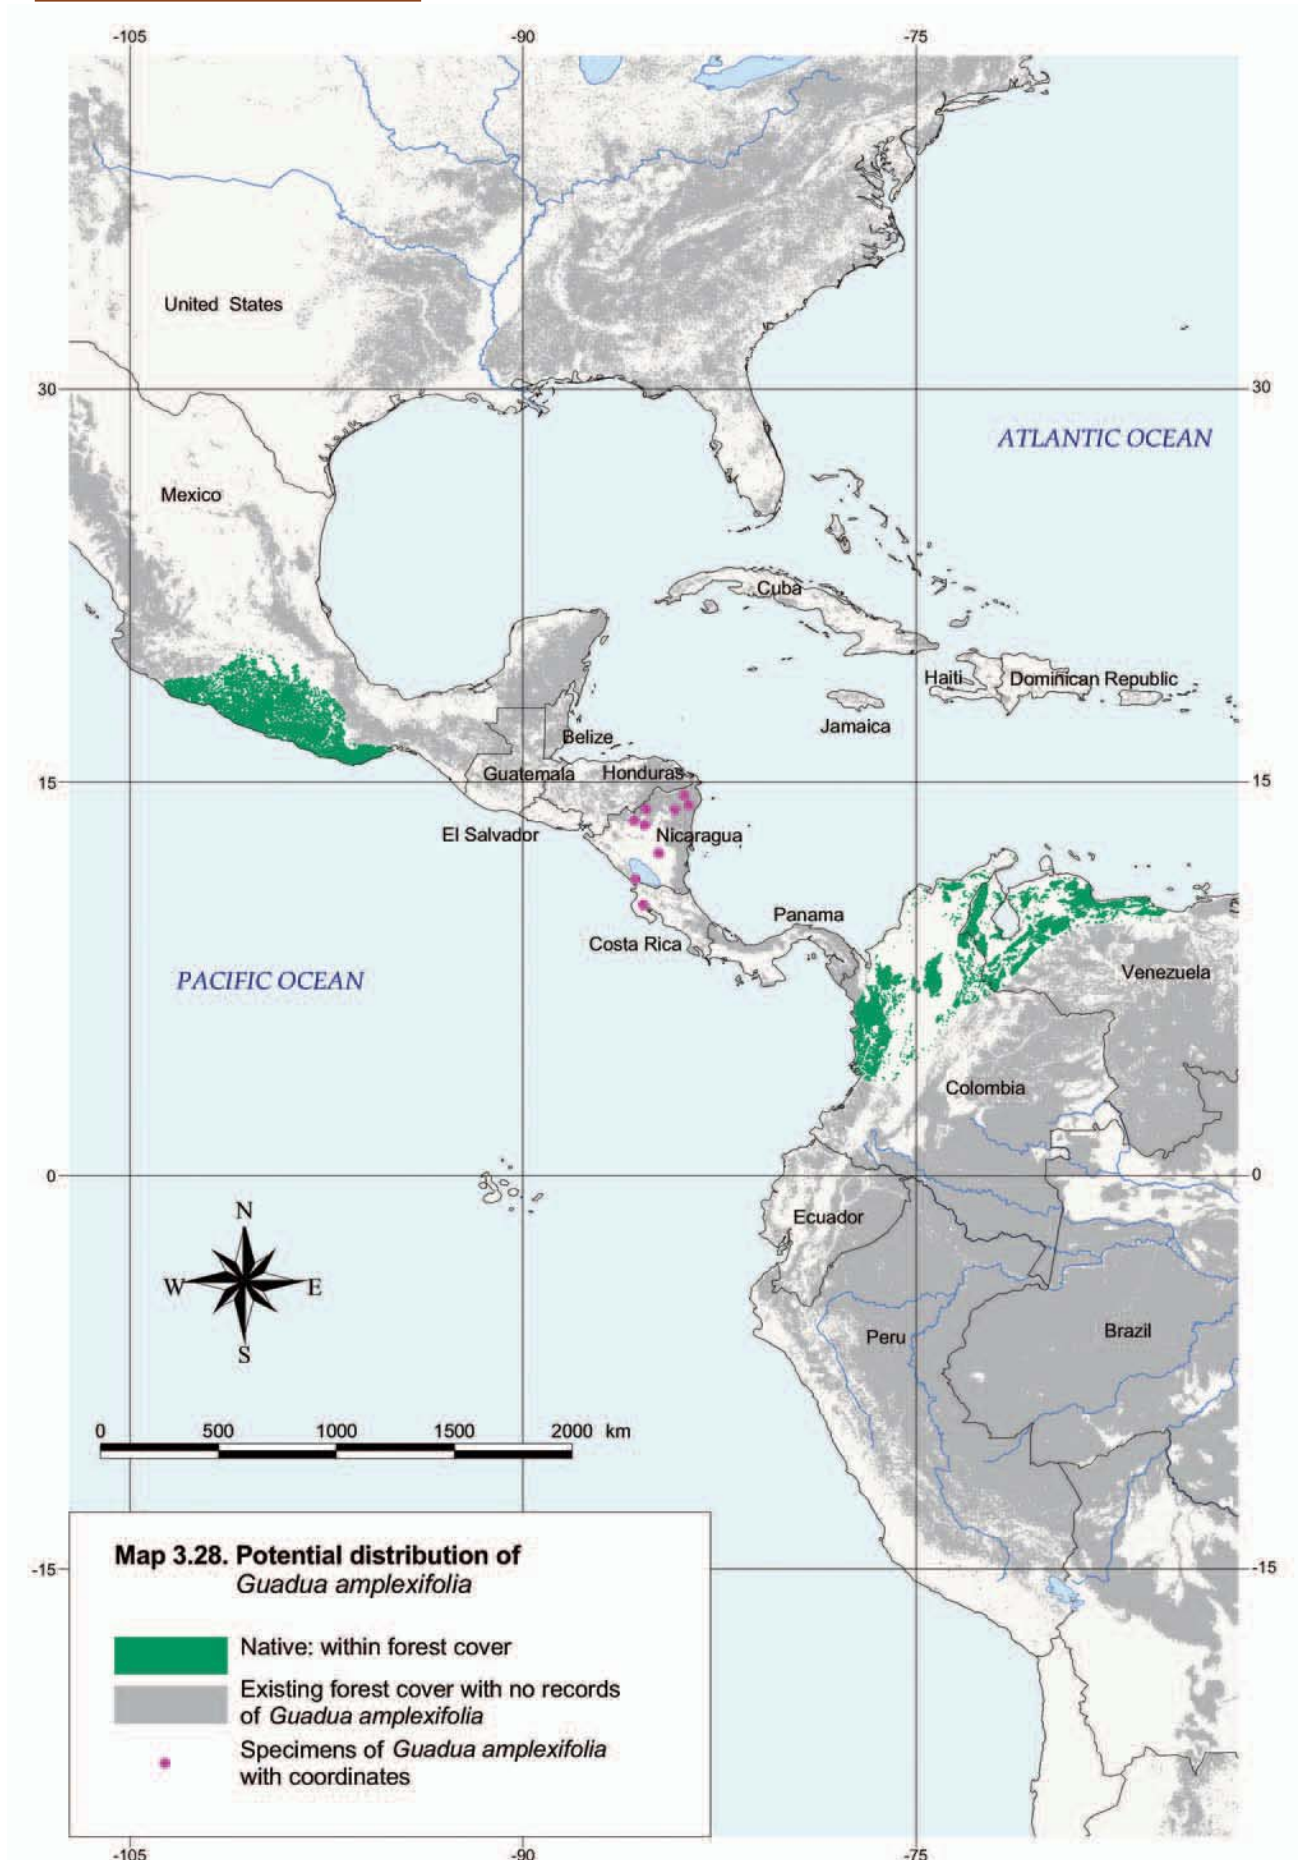 -105 -90 -75
United States
30 30
ATLANTIC OCEAN
Mexico
Cuba
Haiti Dominican Republic
Jamaica
Belize
Guatemala Honduras
15 15
El Salvador Nicaragua
Panama
Costa Rica
PACIFIC OCEAN Venezuela
Colombia
0 0
N
Ecuador
W E
Peru Brazil
S
0 500 1000 1500 2000 km
Map 3.28. Potential distribution of
Guadua amplexifolia
-15 -15
Native: within forest cover
Existing forest cover with no records
of Guadua amplexifolia
Specimens of Guadua amplexifolia
with coordinates
-105 -90 -75